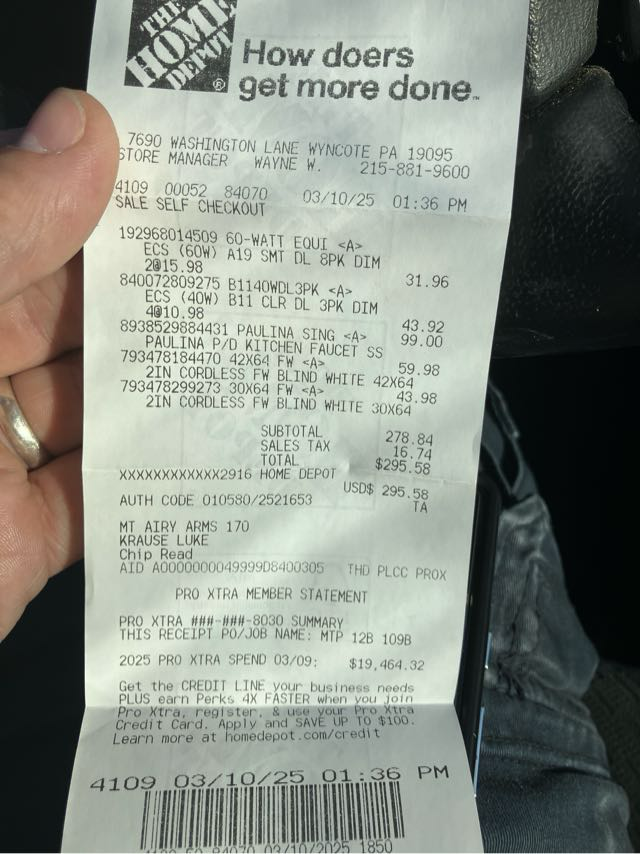 THE
HOME
DEPOT
How doers
get more done™
7690 WASHINGTON LANE WYNCOTE PA 19095
STORE MANAGER WAYNE W. 215-881-9600
4109 00052 84070 03/10/25 01:36 PM
SALE SELF CHECKOUT
192968014509 60-WATT EQUI <A>
ECS (60W) A19 SMT DL 8PK DIM
2@15.98 31.96
840072809275 B1140WDL3PK <A>
ECS (40W) B11 CLR DL 3PK DIM
4@10.98 43.92
8938529884431 PAULINA SING <A> 99.00
PAULINA P/D KITCHEN FAUCET SS
793478184470 42X64 FW <A> 59.98
2IN CORDLESS FW BLIND WHITE 42X64
793478299273 30X64 FW <A> 43.98
2IN CORDLESS FW BLIND WHITE 30X64
SUBTOTAL 278.84
SALES TAX 16.74
TOTAL $295.58
XXXXXXXXXXXX2916 HOME DEPOT
USD$ 295.58
AUTH CODE 010580/2521653 TA
MT AIRY ARMS 170
KRAUSE LUKE
Chip Read
AID A0000000049999D8400305 THD PLCC PROX
PRO XTRA MEMBER STATEMENT
PRO XTRA ###-###-8030 SUMMARY
THIS RECEIPT PO/JOB NAME: MTP 12B 109B
2025 PRO XTRA SPEND 03/09: $19,464.32
Get the CREDIT LINE your business needs
PLUS earn Perks 4X FASTER when you join
Pro Xtra, register, & use your Pro Xtra
Credit Card. Apply and SAVE UP TO $100.
Learn more at homedepot.com/credit
4109 03/10/25 01:36 PM
84070 03/10/2025 1850